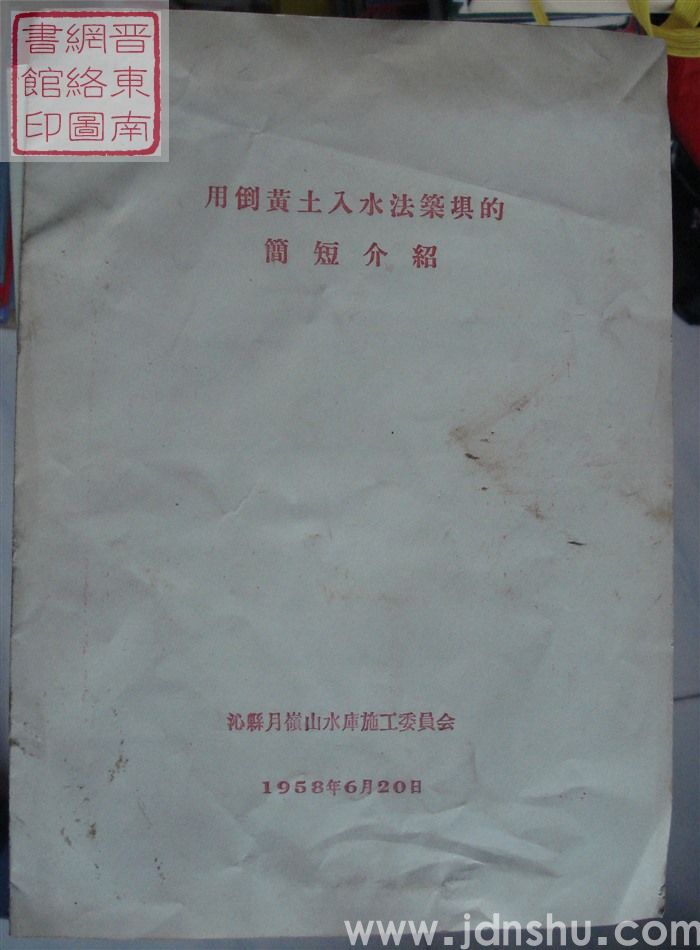 晋東南
網絡圖
書館印
用倒黃土入水法築垻的
簡短介紹
沁縣月嶺山水庫施工委員会
1958年6月20日
www.jdnshu.com